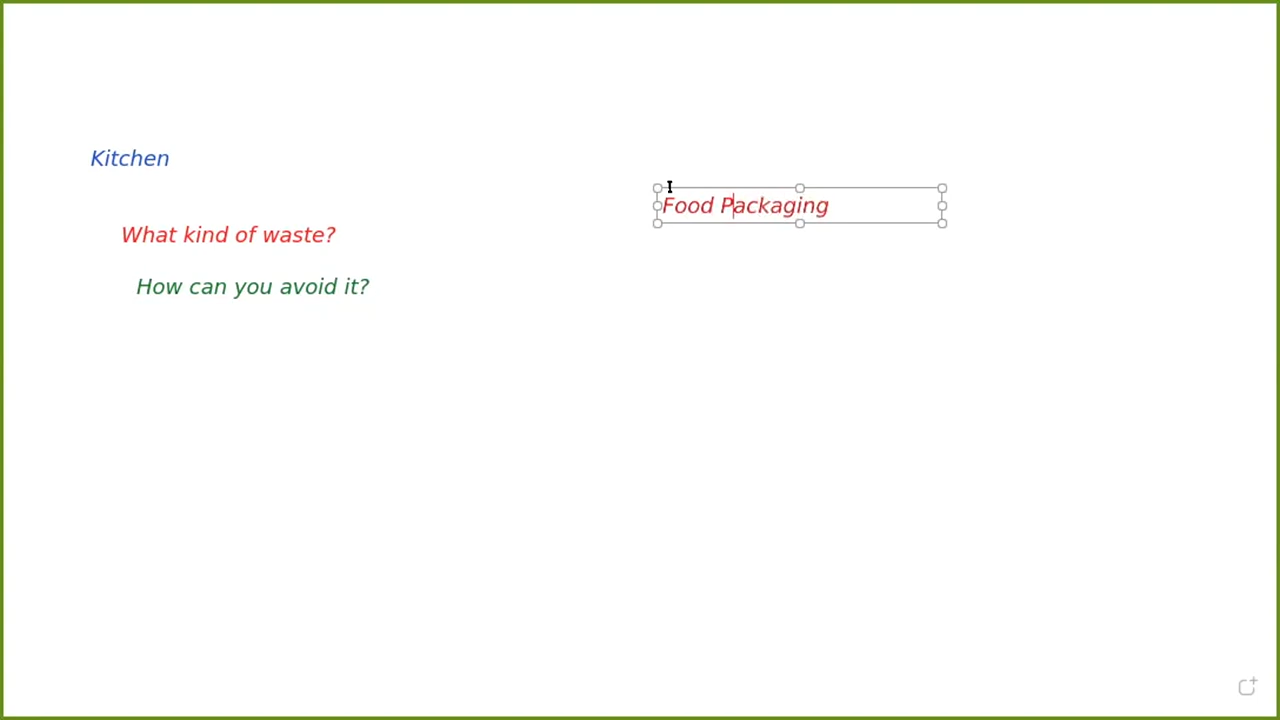 Kitchen
Food Packaging
What kind of waste?
How can you avoid it?